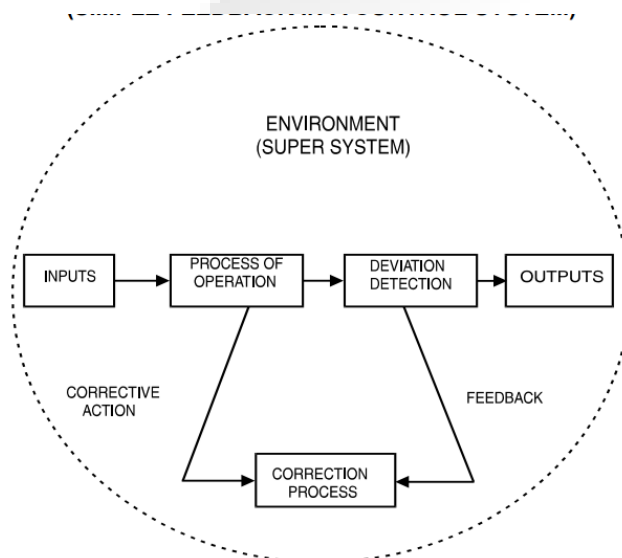 ENVIRONMENT
(SUPER SYSTEM)
INPUTS
PROCESS OF
OPERATION
DEVIATION
DETECTION
OUTPUTS
CORRECTIVE
ACTION
FEEDBACK
CORRECTION
PROCESS